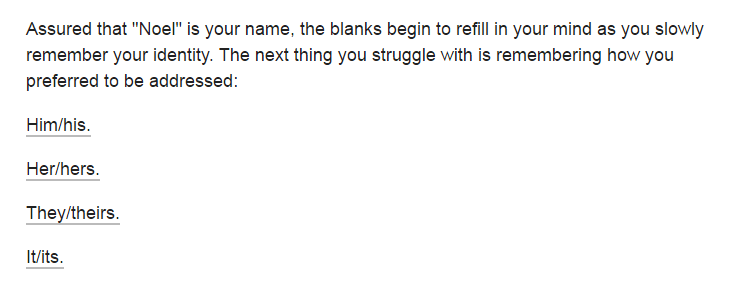 Assured that "Noel" is your name, the blanks begin to refill in your mind as you slowly
remember your identity. The next thing you struggle with is remembering how you
preferred to be addressed:
Him/his.
Her/hers.
They/theirs.
It/its.